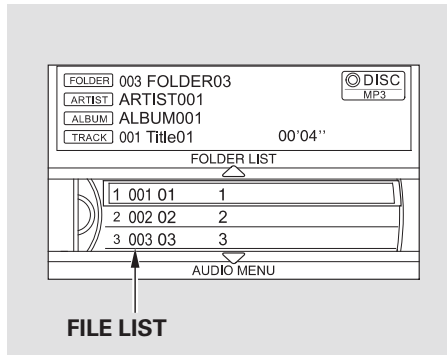 FOLDER 003 FOLDER03
DISC
MP3
ARTIST ARTIST001
ALBUM ALBUM001
TRACK 001 Title01 00'04''
FOLDER LIST
1 001 01 1
2 002 02 2
3 003 03 3
AUDIO MENU
FILE LIST